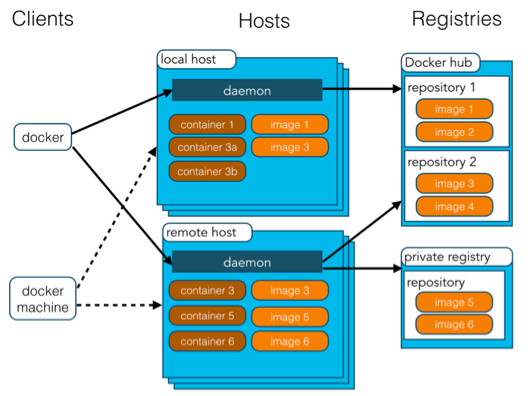 Clients
Hosts
Registries
local host
daemon
container 1
image 1
container 3a
image 3
container 3b
docker
docker
machine
remote host
daemon
container 3
image 3
container 5
image 5
container 6
image 6
Docker hub
repository 1
image 1
image 2
repository 2
image 3
image 4
private registry
repository
image 5
image 6